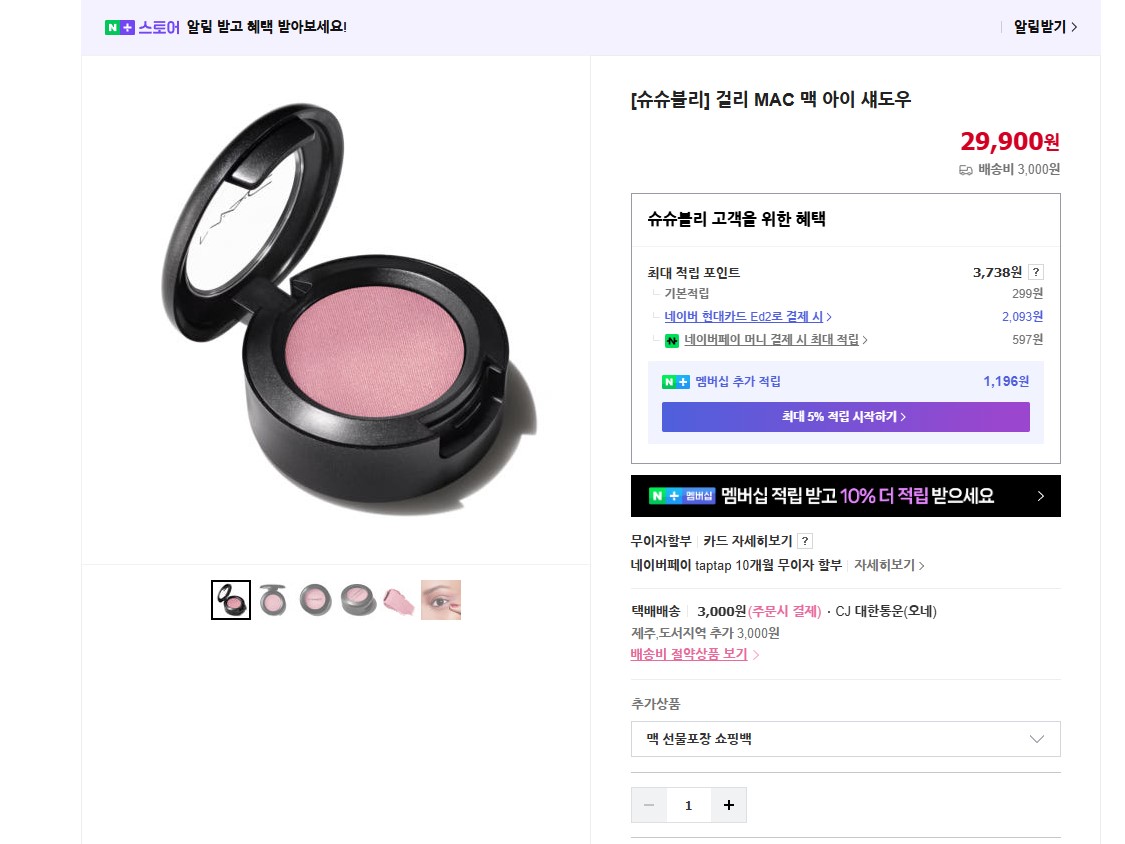 N+ 스토어 알림 받고 혜택 받아보세요!
알림받기 >
[슈슈블리] 걸리 MAC 맥 아이 섀도우
29,900원
배송비 3,000원
슈슈블리 고객을 위한 혜택
최대 적립 포인트 3,738원 ?
기본적립 299원
네이버 현대카드 Ed2로 결제 시 > 2,093원
네이버페이 머니 결제 시 최대 적립 > 597원
N+ 멤버십 추가 적립 1,196원
최대 5% 적립 시작하기 >
N+ 멤버십 멤버십 적립 받고 10% 더 적립 받으세요 >
무이자할부 카드 자세히보기 ?
네이버페이 taptap 10개월 무이자 할부 자세히보기 >
택배배송 3,000원(주문시 결제) · CJ 대한통운(오네)
제주,도서지역 추가 3,000원
배송비 절약상품 보기 >
추가상품
맥 선물포장 쇼핑백
− 1 +